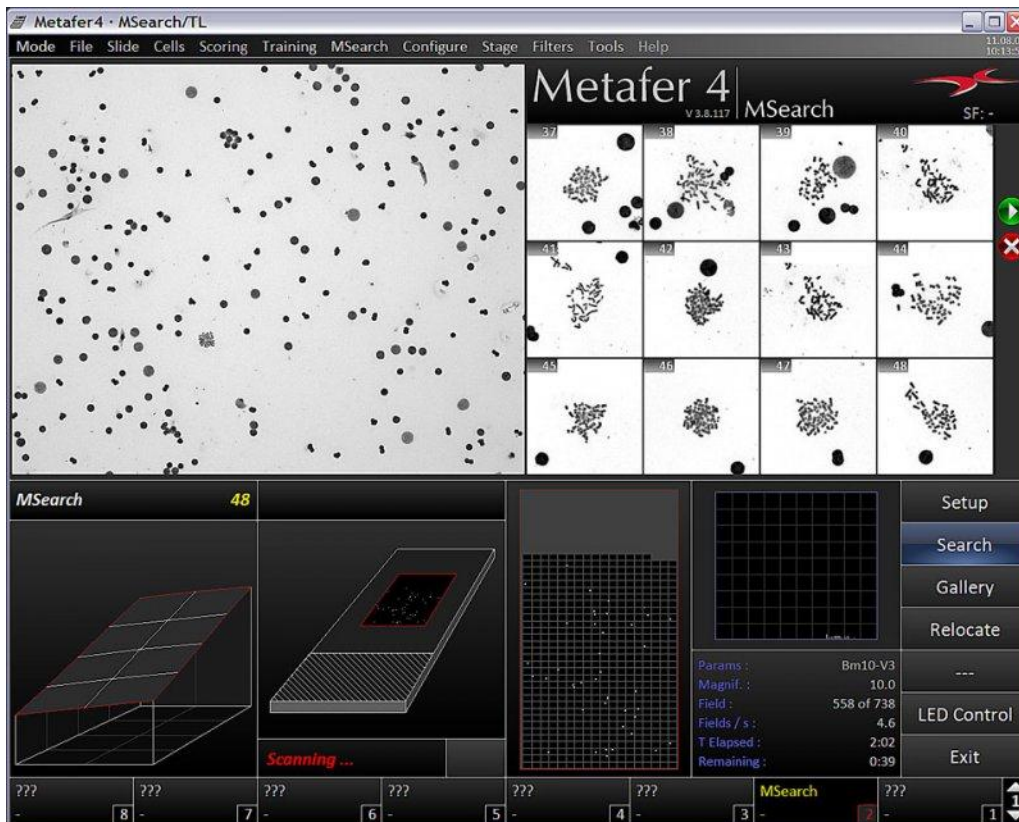 Metafer4 · MSearch/TL
Mode File Slide Cells Scoring Training MSearch Configure Stage Filters Tools Help
Metafer 4
V 3.8.117
MSearch
SF: -
37 38 39 40
41 42 43 44
45 46 47 48
MSearch 48
Setup
Search
Gallery
Relocate
---
LED Control
Exit
Params : Bm10-V3
Magnif. : 10.0
Field : 558 of 738
Fields / s : 4.6
T Elapsed : 2:02
Remaining : 0:39
Scanning ...
??? ??? ??? ??? ??? ??? MSearch ???
- 8 - 7 - 6 - 5 - 4 - 3 - 2 - 1
1